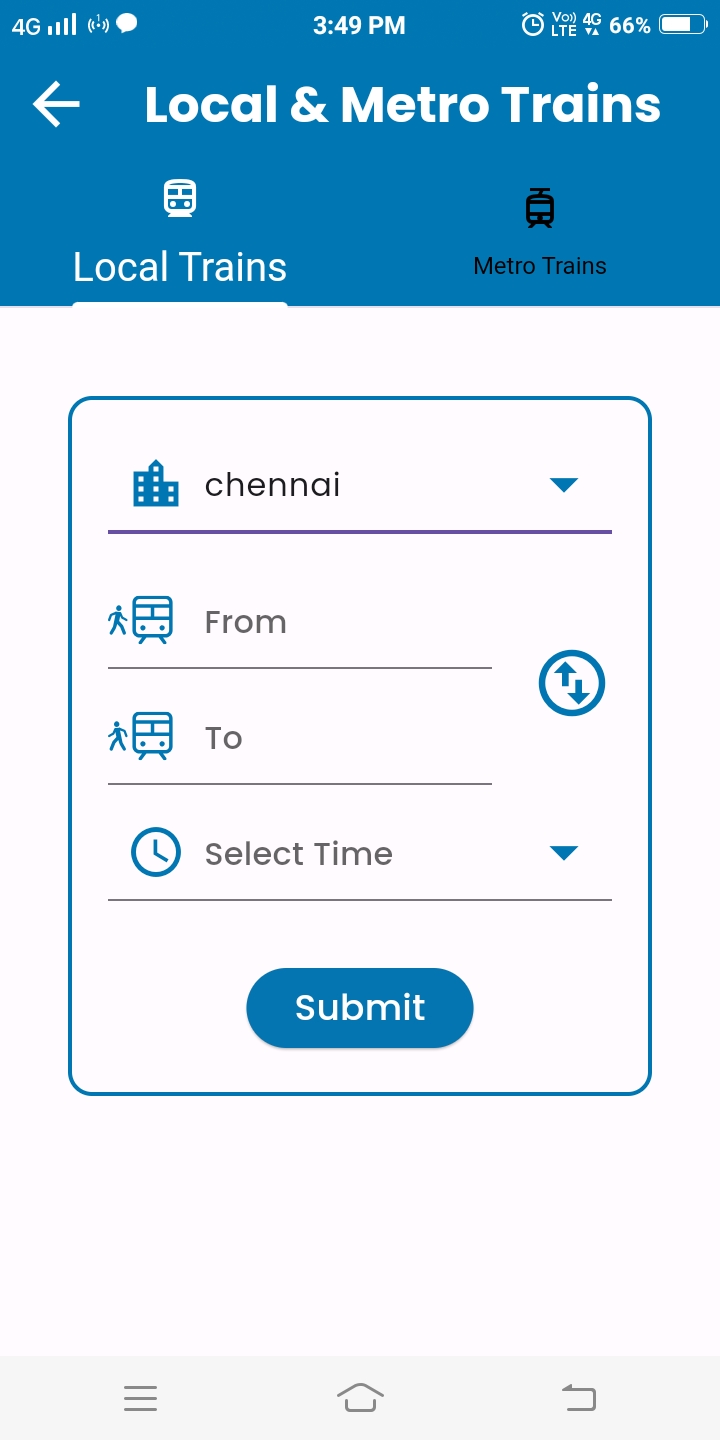 4G 3:49 PM Vo)) LTE 4G 66%
Local & Metro Trains
Local Trains
Metro Trains
chennai
From
To
Select Time
Submit